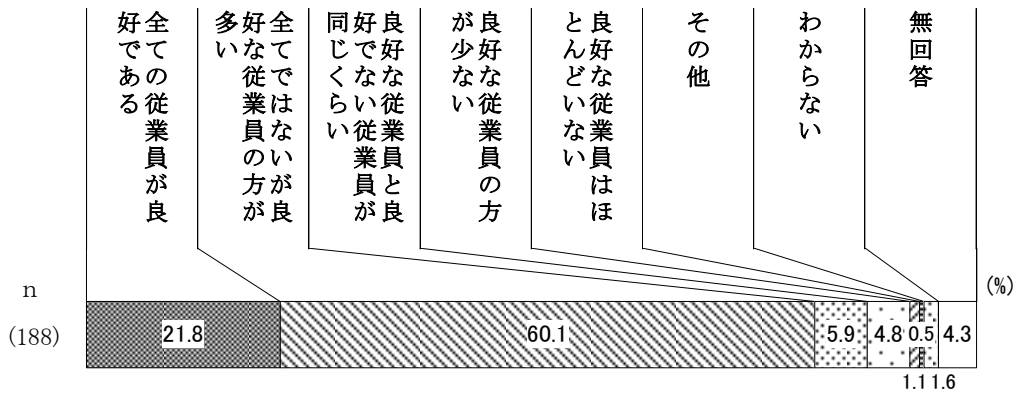 全ての従業員が良
好である
全てではないが良
好な従業員の方が
多い
良好な従業員と良
好でない従業員が
同じくらい
良好な従業員の方
が少ない
良好な従業員はほ
とんどいない
その他
わからない
無回答
(%)
n
(188)
21.8
60.1
5.9
4.8
0.5
4.3
1.1
1.6